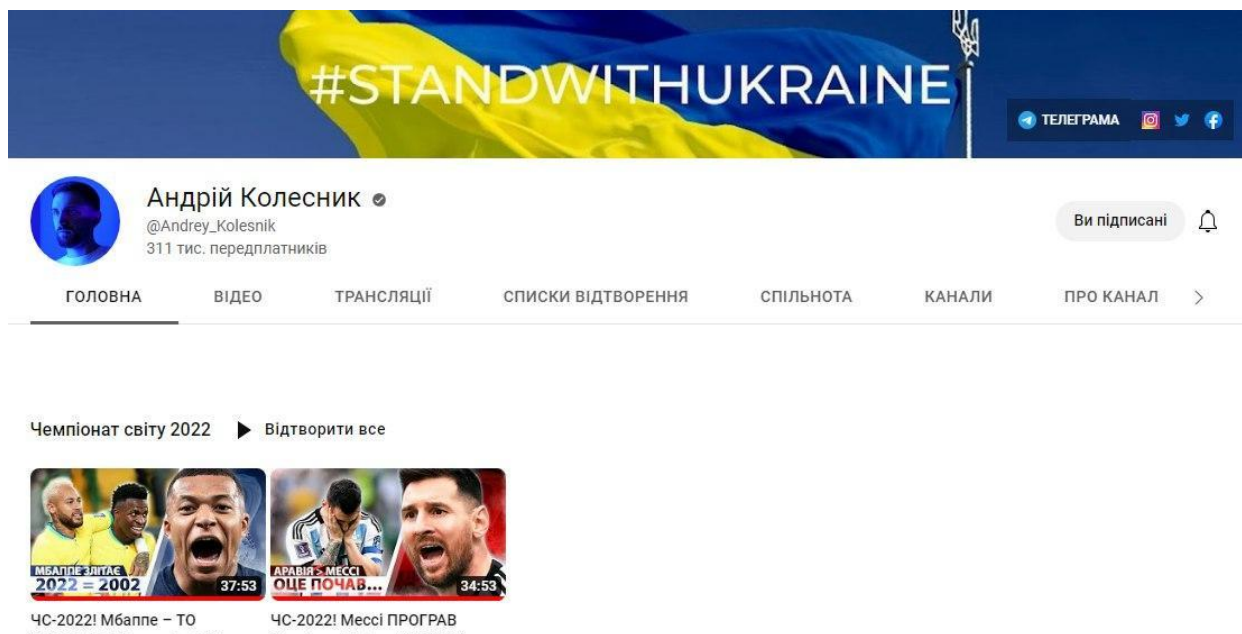 #STANDWITHUKRAINE
ТЕЛЕГРАМА
Андрій Колесник
@Andrey_Kolesnik
311 тис. передплатників
Ви підписані
ГОЛОВНА ВІДЕО ТРАНСЛЯЦІЇ СПИСКИ ВІДТВОРЕННЯ СПІЛЬНОТА КАНАЛИ ПРО КАНАЛ
Чемпіонат світу 2022 Відтворити все
МБАППЕ ЗЛІТАЄ
2022 = 2002
37:53
АРАВІЯ > МЕССІ
ОЦЕ ПОЧАВ...
34:53
ЧС-2022! Мбаппе – ТО
ЧС-2022! Мессі ПРОГРАВ